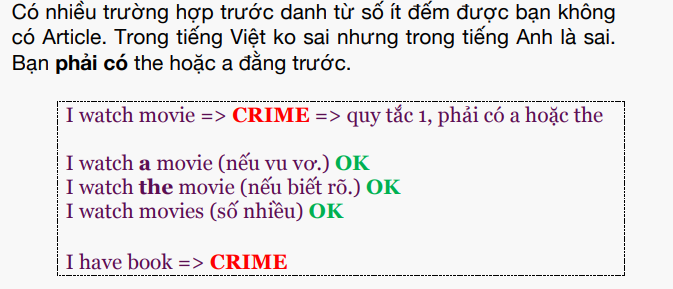 Có nhiều trường hợp trước danh từ số ít đếm được bạn không
có Article. Trong tiếng Việt ko sai nhưng trong tiếng Anh là sai.
Bạn phải có the hoặc a đằng trước.
I watch movie => CRIME => quy tắc 1, phải có a hoặc the
I watch a movie (nếu vu vơ.) OK
I watch the movie (nếu biết rõ.) OK
I watch movies (số nhiều) OK
I have book => CRIME